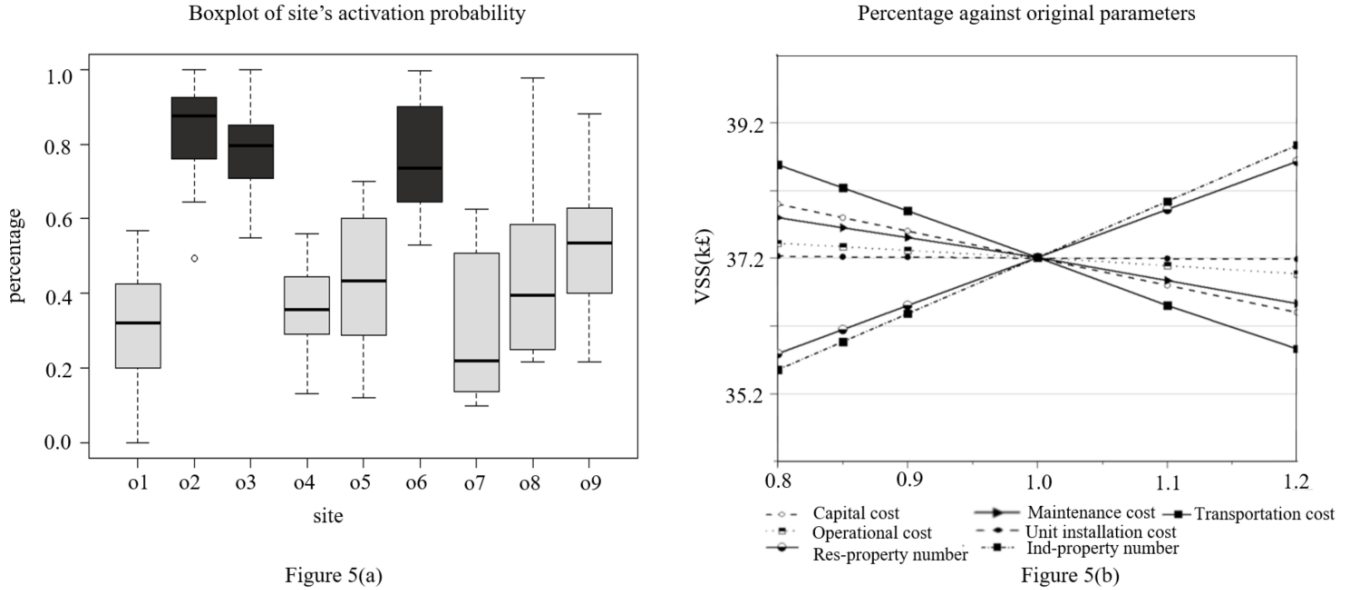 Boxplot of site's activation probability
percentage
1.0
0.8
0.6
0.4
0.2
0.0
o1 o2 o3 o4 o5 o6 o7 o8 o9
site
Figure 5(a)
Percentage against original parameters
VSS(k£)
39.2
37.2
35.2
0.8 0.9 1.0 1.1 1.2
Capital cost Maintenance cost Transportation cost
Operational cost Unit installation cost
Res-property number Ind-property number
Figure 5(b)